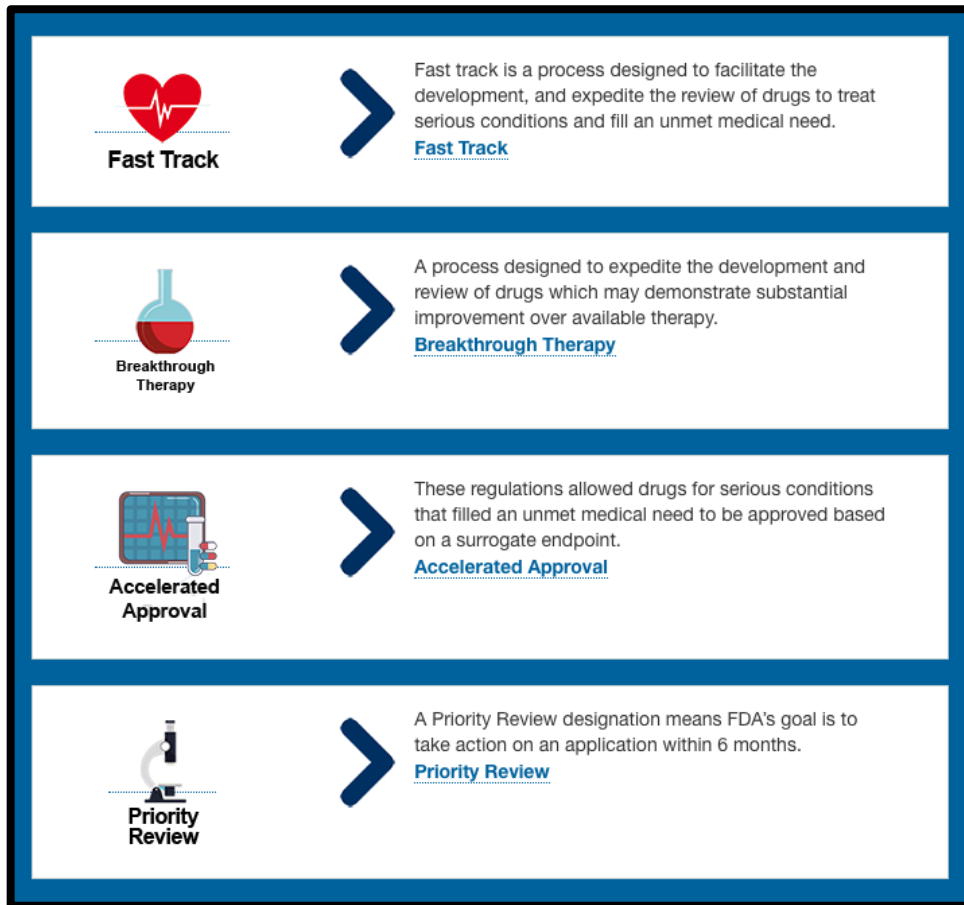 Fast Track
Fast track is a process designed to facilitate the
development, and expedite the review of drugs to treat
serious conditions and fill an unmet medical need.
Fast Track
Breakthrough
Therapy
A process designed to expedite the development and
review of drugs which may demonstrate substantial
improvement over available therapy.
Breakthrough Therapy
Accelerated
Approval
These regulations allowed drugs for serious conditions
that filled an unmet medical need to be approved based
on a surrogate endpoint.
Accelerated Approval
Priority
Review
A Priority Review designation means FDA’s goal is to
take action on an application within 6 months.
Priority Review